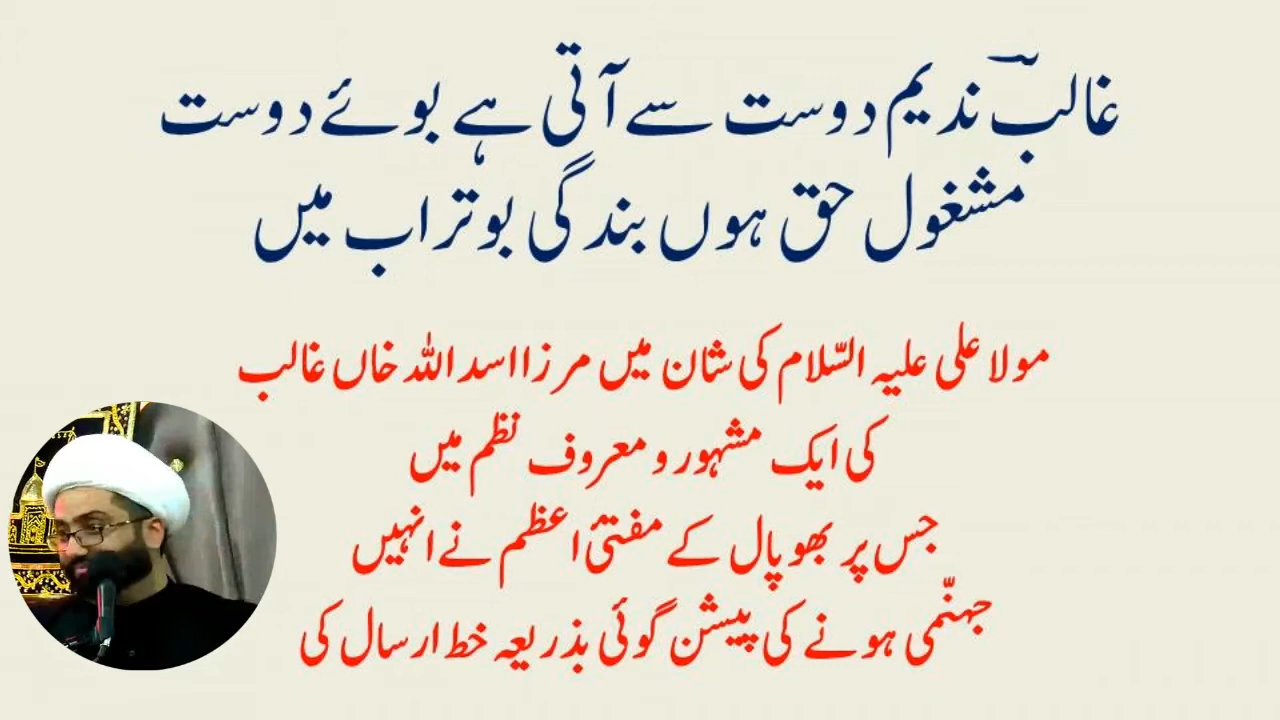 غالبؔ ندیم دوست سے آتی ہے بوئے دوست
مشغول حق ہوں بندگی بوتراب میں
مولا علی علیہ السّلام کی شان میں مرزا اسد اللہ خاں غالب
کی ایک مشہور و معروف نظم میں
جس پر بھوپال کے مفتئ اعظم نے انہیں
جہنّمی ہونے کی پیشن گوئی بذریعہ خط ارسال کی